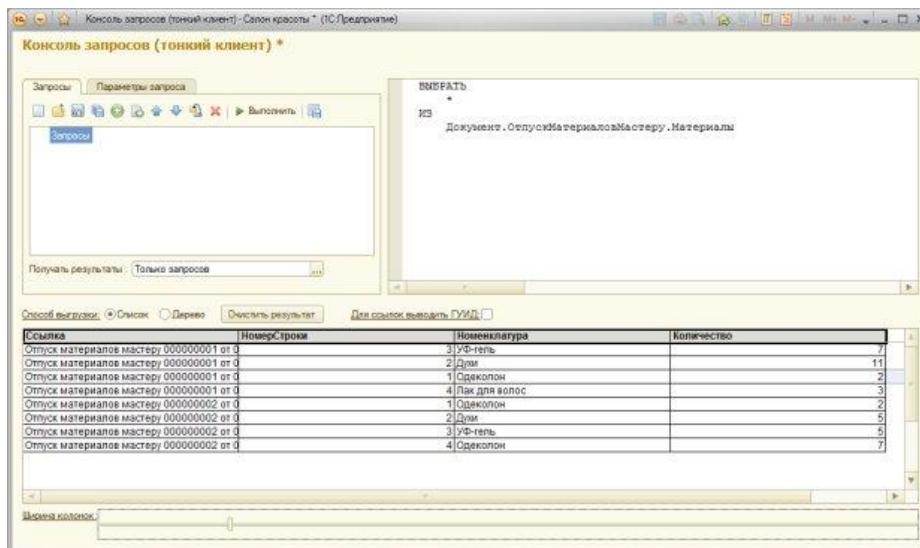 Консоль запросов (тонкий клиент) - Салон красоты * (1С:Предприятие)
M M+ M-
Консоль запросов (тонкий клиент) *
Запросы Параметры запроса
Выполнить
Запросы
Получать результаты : Только запросов ...
ВЫБРАТЬ
*
ИЗ
Документ.ОтпускМатериаловМастеру.Материалы
Способ выгрузки: Список Дерево Очистить результат Для ссылок выводить ГУИД:
Ссылка НомерСтроки Номенклатура Количество
Отпуск материалов мастеру 000000001 от 0 3 УФ-гель 7
Отпуск материалов мастеру 000000001 от 0 2 Духи 11
Отпуск материалов мастеру 000000001 от 0 1 Одеколон 2
Отпуск материалов мастеру 000000001 от 0 4 Лак для волос 3
Отпуск материалов мастеру 000000002 от 0 1 Одеколон 2
Отпуск материалов мастеру 000000002 от 0 2 Духи 5
Отпуск материалов мастеру 000000002 от 0 3 УФ-гель 5
Отпуск материалов мастеру 000000002 от 0 4 Одеколон 7
Ширина колонок: